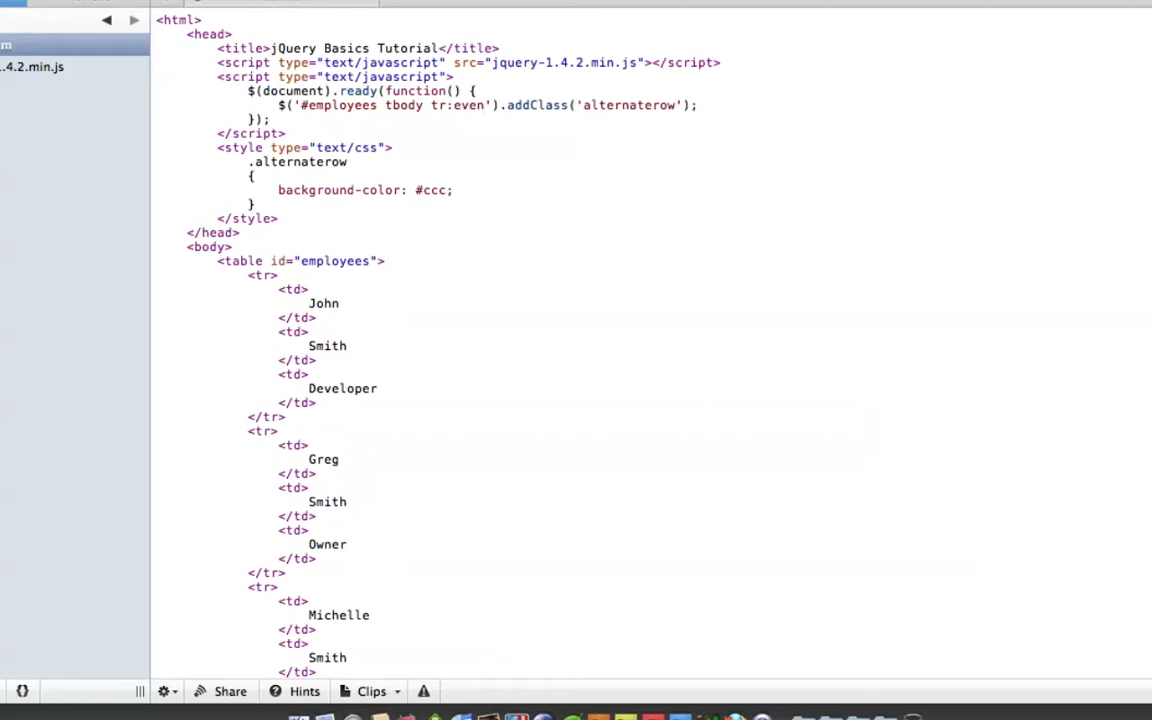 <html>
<head>
<title>jQuery Basics Tutorial</title>
m
<script type="text/javascript" src="jquery-1.4.2.min.js"></script>
.4.2.min.js
<script type="text/javascript">
$(document).ready(function() {
$('#employees tbody tr:even').addClass('alternaterow');
});
</script>
<style type="text/css">
.alternaterow
{
background-color: #ccc;
}
</style>
</head>
<body>
<table id="employees">
<tr>
<td>
John
</td>
<td>
Smith
</td>
<td>
Developer
</td>
</tr>
<tr>
<td>
Greg
</td>
<td>
Smith
</td>
<td>
Owner
</td>
</tr>
<tr>
<td>
Michelle
</td>
<td>
Smith
</td>
{} Share Hints Clips